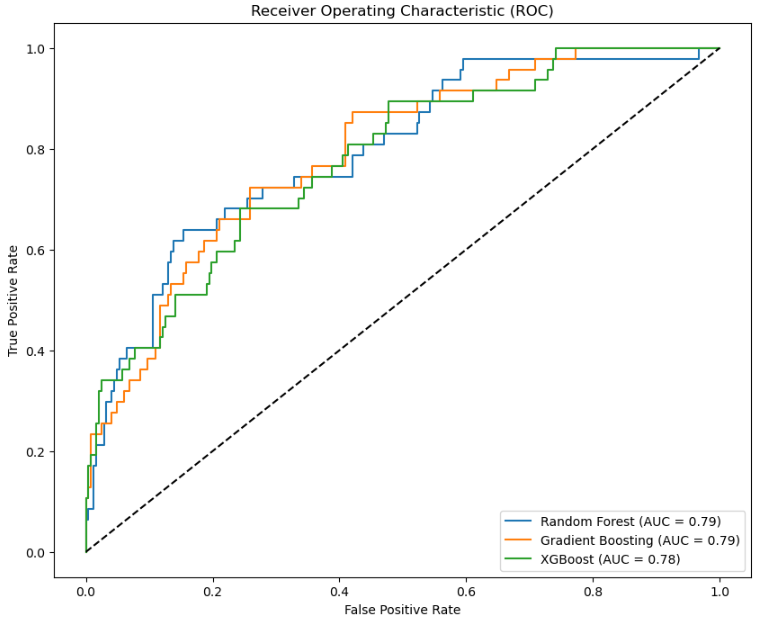 Receiver Operating Characteristic (ROC)
1.0
0.8
0.6
0.4
0.2
0.0
True Positive Rate
Random Forest (AUC = 0.79)
Gradient Boosting (AUC = 0.79)
XGBoost (AUC = 0.78)
0.0 0.2 0.4 0.6 0.8 1.0
False Positive Rate